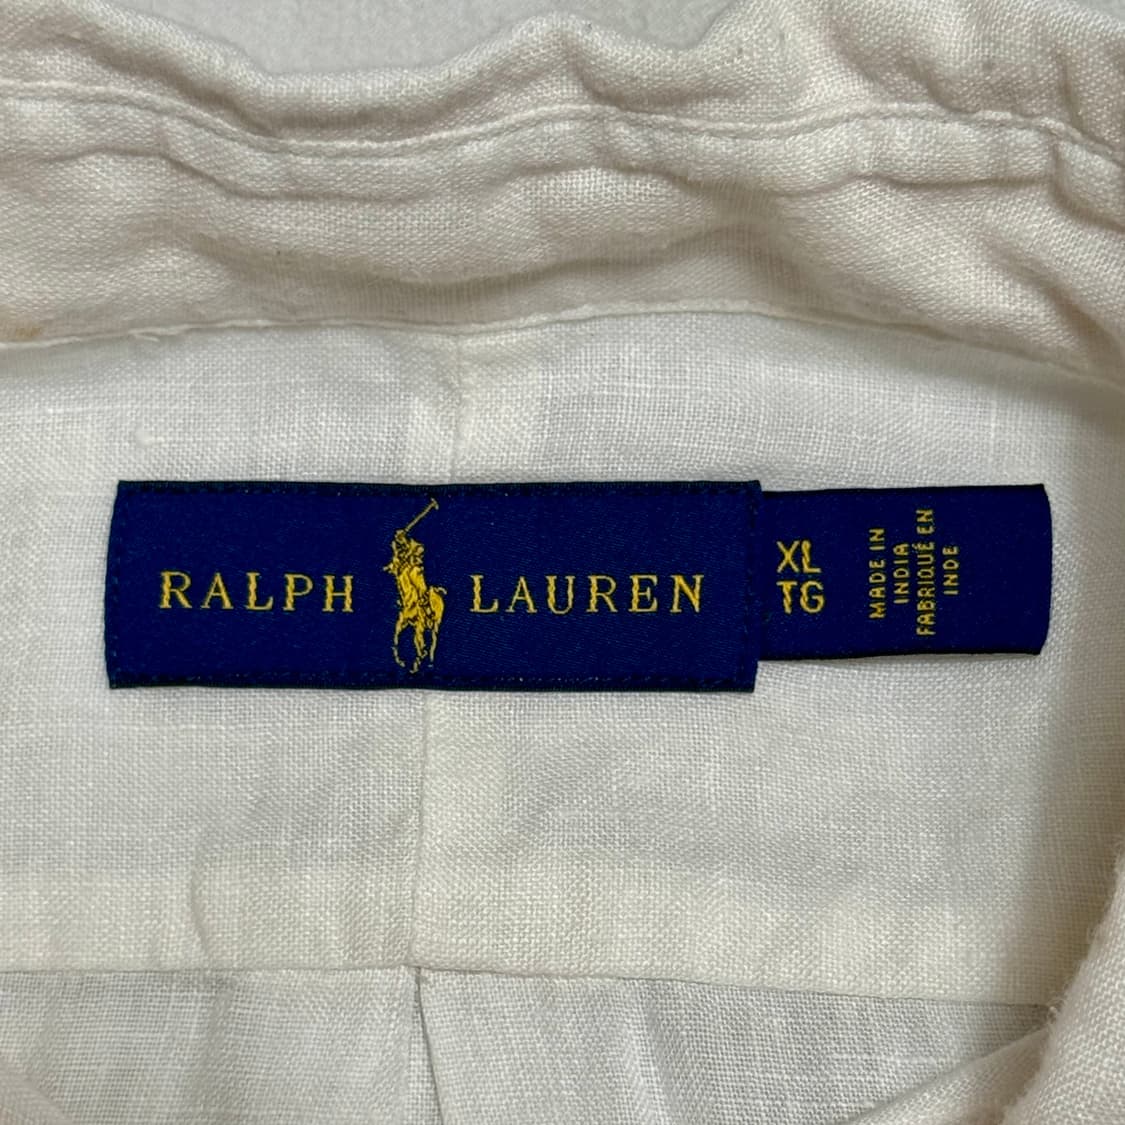 RALPH LAUREN
XL
TG
MADE IN
INDIA
FABRIQUÉ EN
INDE